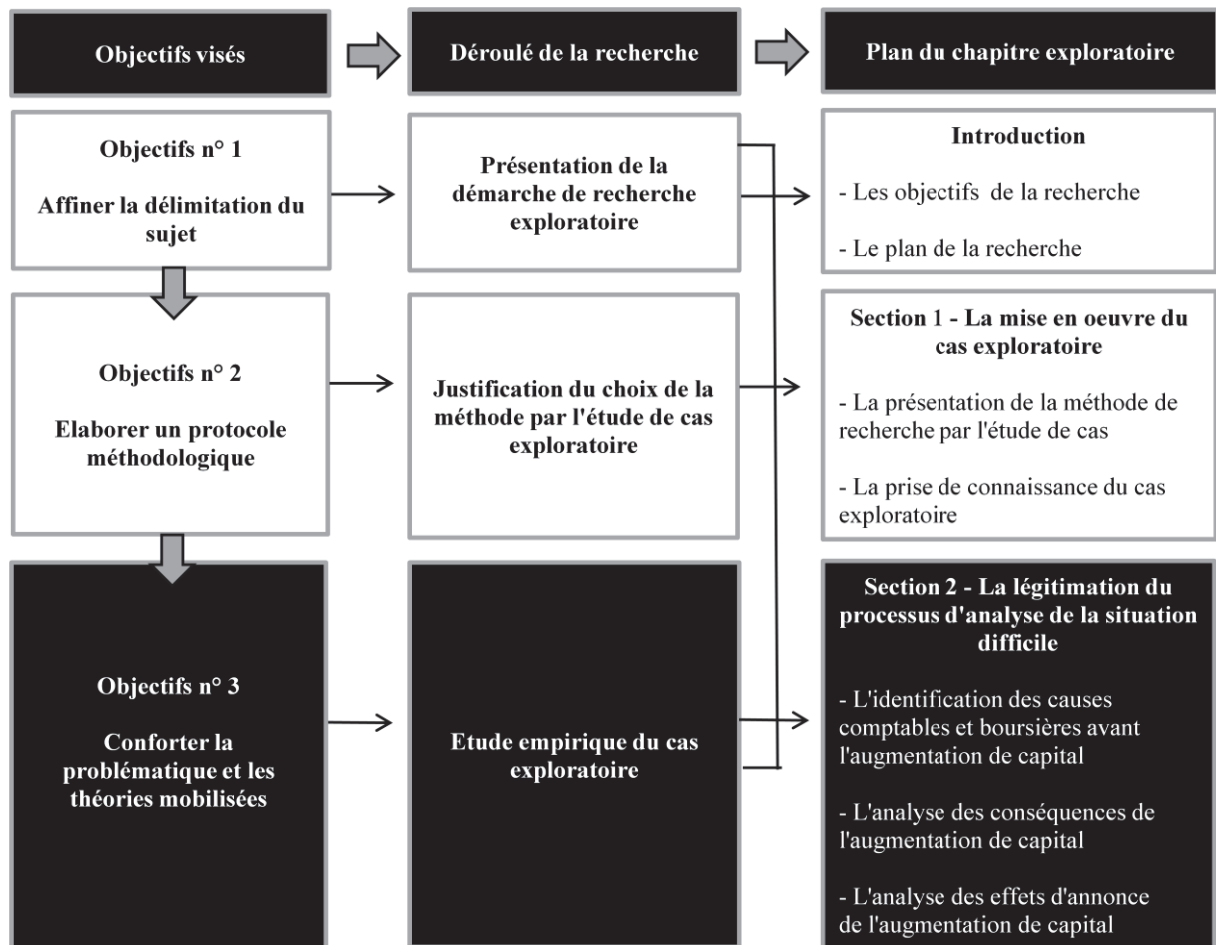 Objectifs visés
Déroulé de la recherche
Plan du chapitre exploratoire
Objectifs n° 1
Affiner la délimitation du
sujet
Présentation de la
démarche de recherche
exploratoire
Introduction
- Les objectifs de la recherche
- Le plan de la recherche
Objectifs n° 2
Elaborer un protocole
méthodologique
Justification du choix de la
méthode par l'étude de cas
exploratoire
Section 1 - La mise en oeuvre du
cas exploratoire
- La présentation de la méthode de
recherche par l'étude de cas
- La prise de connaissance du cas
exploratoire
Objectifs n° 3
Conforter la
problématique et les
théories mobilisées
Etude empirique du cas
exploratoire
Section 2 - La légitimation du
processus d'analyse de la situation
difficile
- L'identification des causes
comptables et boursières avant
l'augmentation de capital
- L'analyse des conséquences de
l'augmentation de capital
- L'analyse des effets d'annonce
de l'augmentation de capital